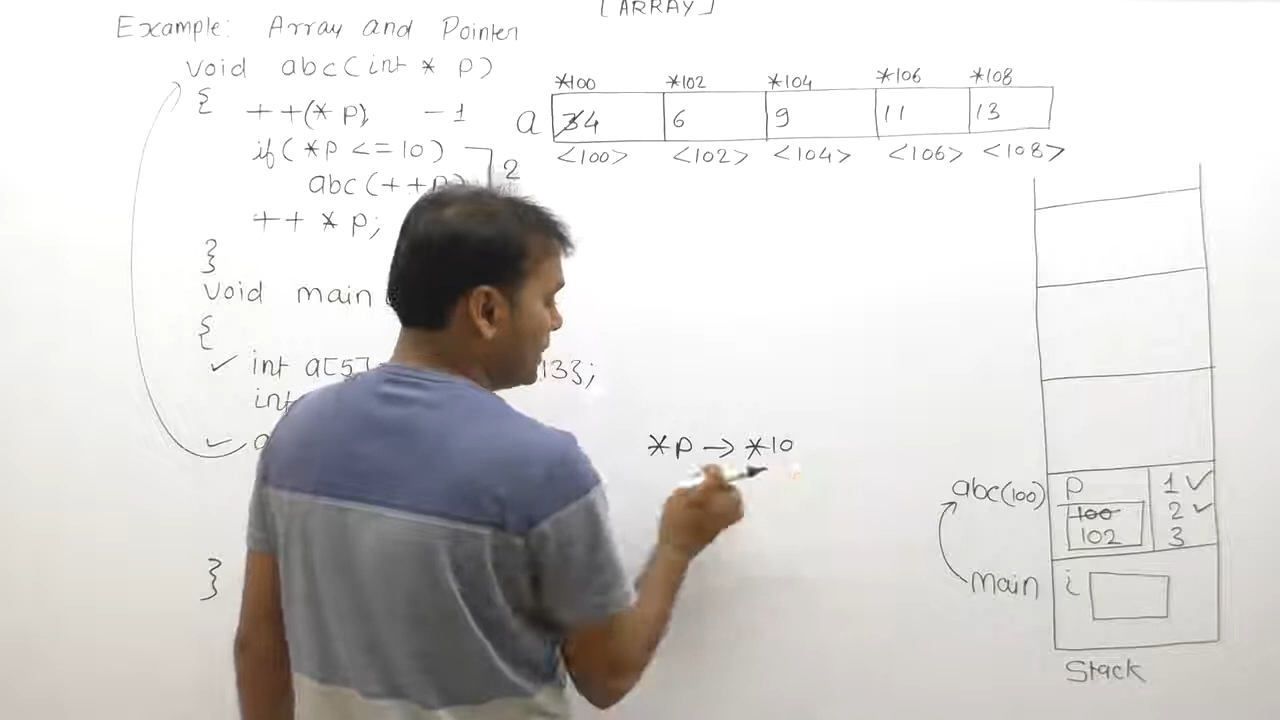 [ARRAY]
Example: Array and Pointer
void abc(int * p)
{
++(* p) -1
if( *p <= 10)
abc(++p) 2
++ * p;
}
void main
{
✓ int a[5] 13};
int
✓ a
}
*100 *102 *104 *106 *108
a 34 6 9 11 13
<100> <102> <104> <106> <108>
*p → *10
abc(100) p 1 ✓
100 2 ✓
102 3
main i
Stack